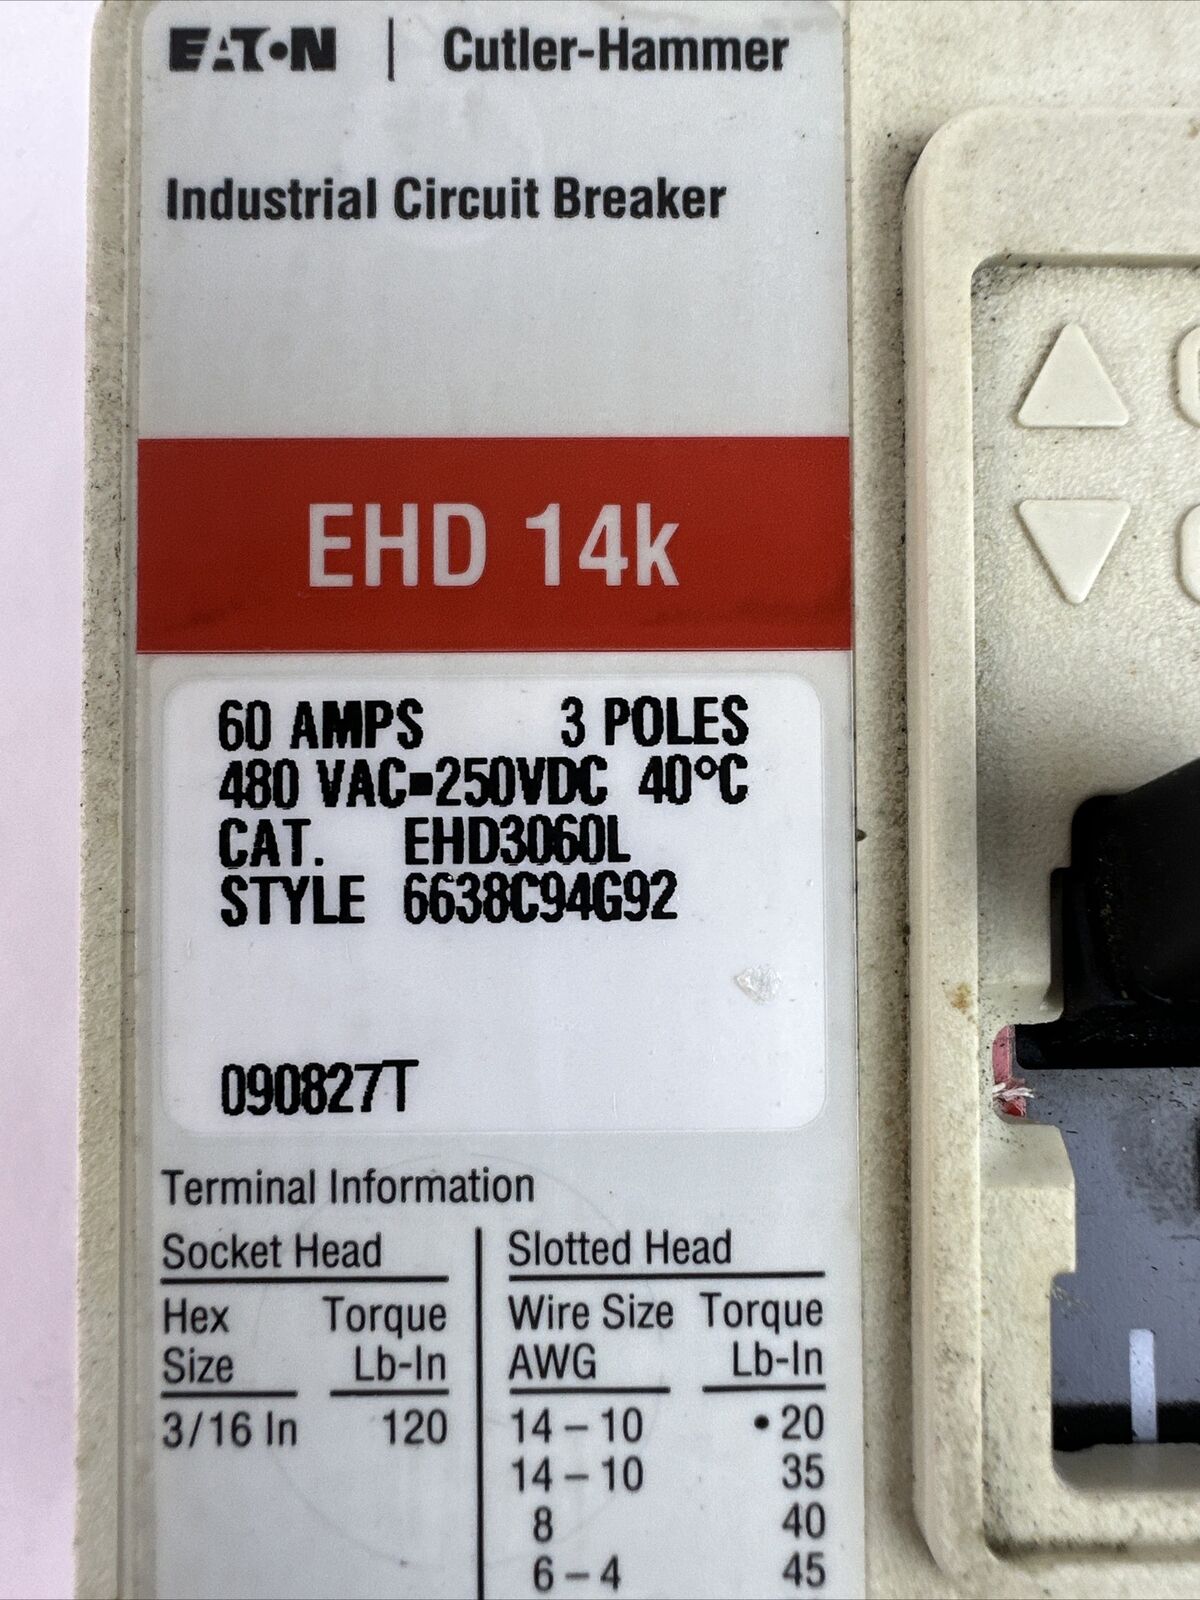 EATON | Cutler-Hammer
Industrial Circuit Breaker
EHD 14k
60 AMPS 3 POLES
480 VAC▪250VDC 40°C
CAT. EHD3060L
STYLE 6638C94G92
090827T
Terminal Information
Socket Head
Hex Size Torque Lb-In
3/16 In 120
Slotted Head
Wire Size AWG Torque Lb-In
14 – 10 •20
14 – 10 35
8 40
6 – 4 45